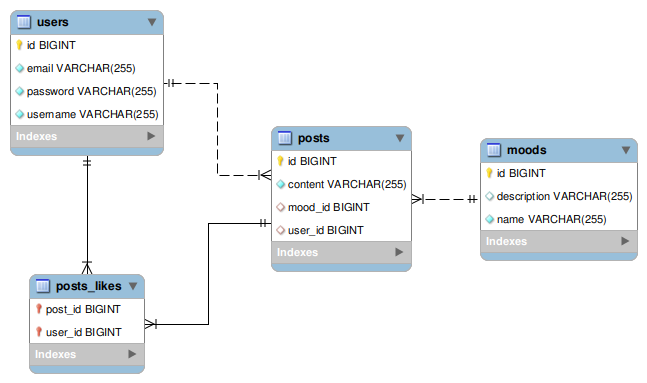 users
id BIGINT
email VARCHAR(255)
password VARCHAR(255)
username VARCHAR(255)
Indexes
posts
id BIGINT
content VARCHAR(255)
mood_id BIGINT
user_id BIGINT
Indexes
moods
id BIGINT
description VARCHAR(255)
name VARCHAR(255)
Indexes
posts_likes
post_id BIGINT
user_id BIGINT
Indexes